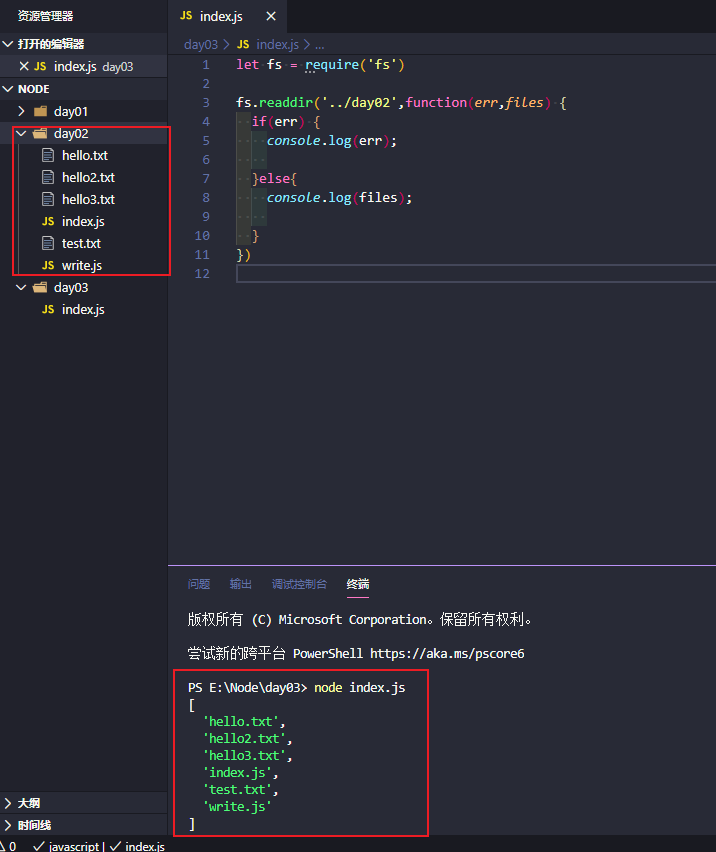 资源管理器
打开的编辑器
JS index.js day03
NODE
day01
day02
hello.txt
hello2.txt
hello3.txt
JS index.js
test.txt
JS write.js
day03
JS index.js
大纲
时间线
0 javascript | index.js
JS index.js
day03 > JS index.js > ...
1 let fs = require('fs')
2
3 fs.readdir('../day02',function(err,files) {
4 if(err) {
5 console.log(err);
6
7 }else{
8 console.log(files);
9
10 }
11 })
12
问题 输出 调试控制台 终端
版权所有 (C) Microsoft Corporation。保留所有权利。
尝试新的跨平台 PowerShell https://aka.ms/pscore6
PS E:\Node\day03> node index.js
[
'hello.txt',
'hello2.txt',
'hello3.txt',
'index.js',
'test.txt',
'write.js'
]